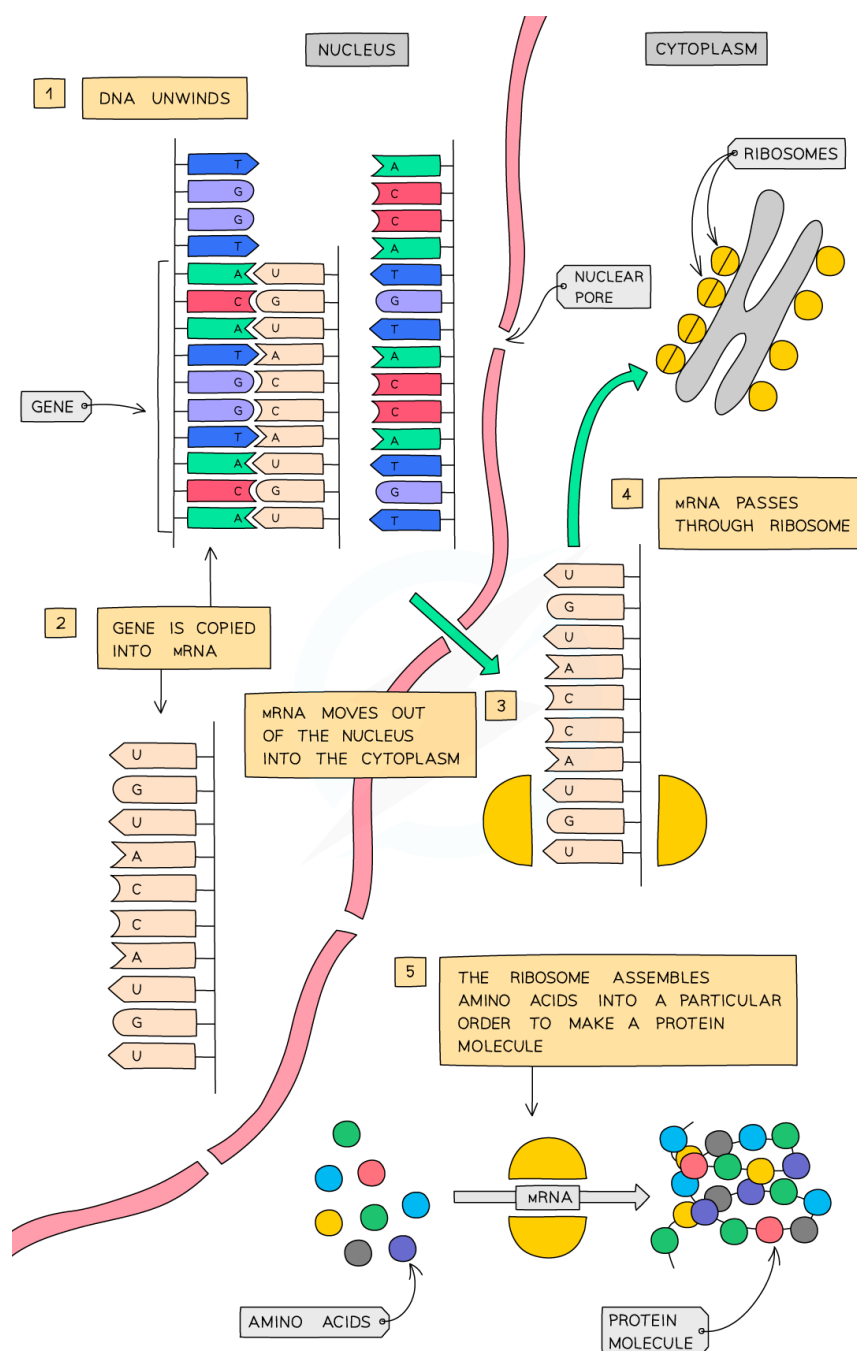 NUCLEUS
CYTOPLASM
1
DNA UNWINDS
RIBOSOMES
T
G
G
T
A U
C G
A U
T A
G C
G C
T A
A U
C G
A U
A
C
C
A
T
G
T
A
C
C
A
T
G
T
NUCLEAR
PORE
GENE
2
GENE IS COPIED
INTO mRNA
U
G
U
A
C
C
A
U
G
U
mRNA MOVES OUT
OF THE NUCLEUS
INTO THE CYTOPLASM
3
U
G
U
A
C
C
A
U
G
U
4
mRNA PASSES
THROUGH RIBOSOME
5
THE RIBOSOME ASSEMBLES
AMINO ACIDS INTO A PARTICULAR
ORDER TO MAKE A PROTEIN
MOLECULE
mRNA
AMINO ACIDS
PROTEIN
MOLECULE